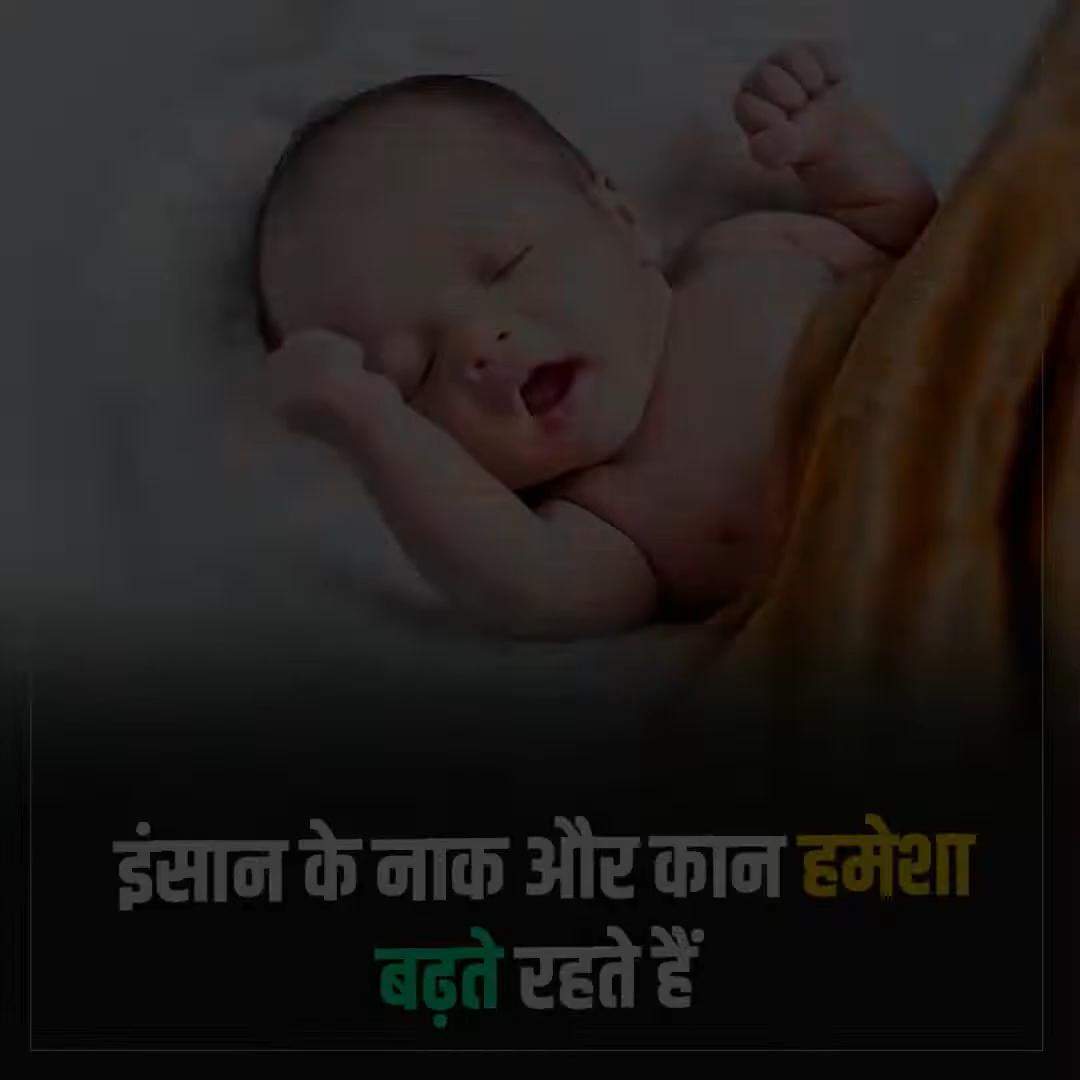 इंसान के नाक और कान हमेशा
बढ़ते रहते हैं